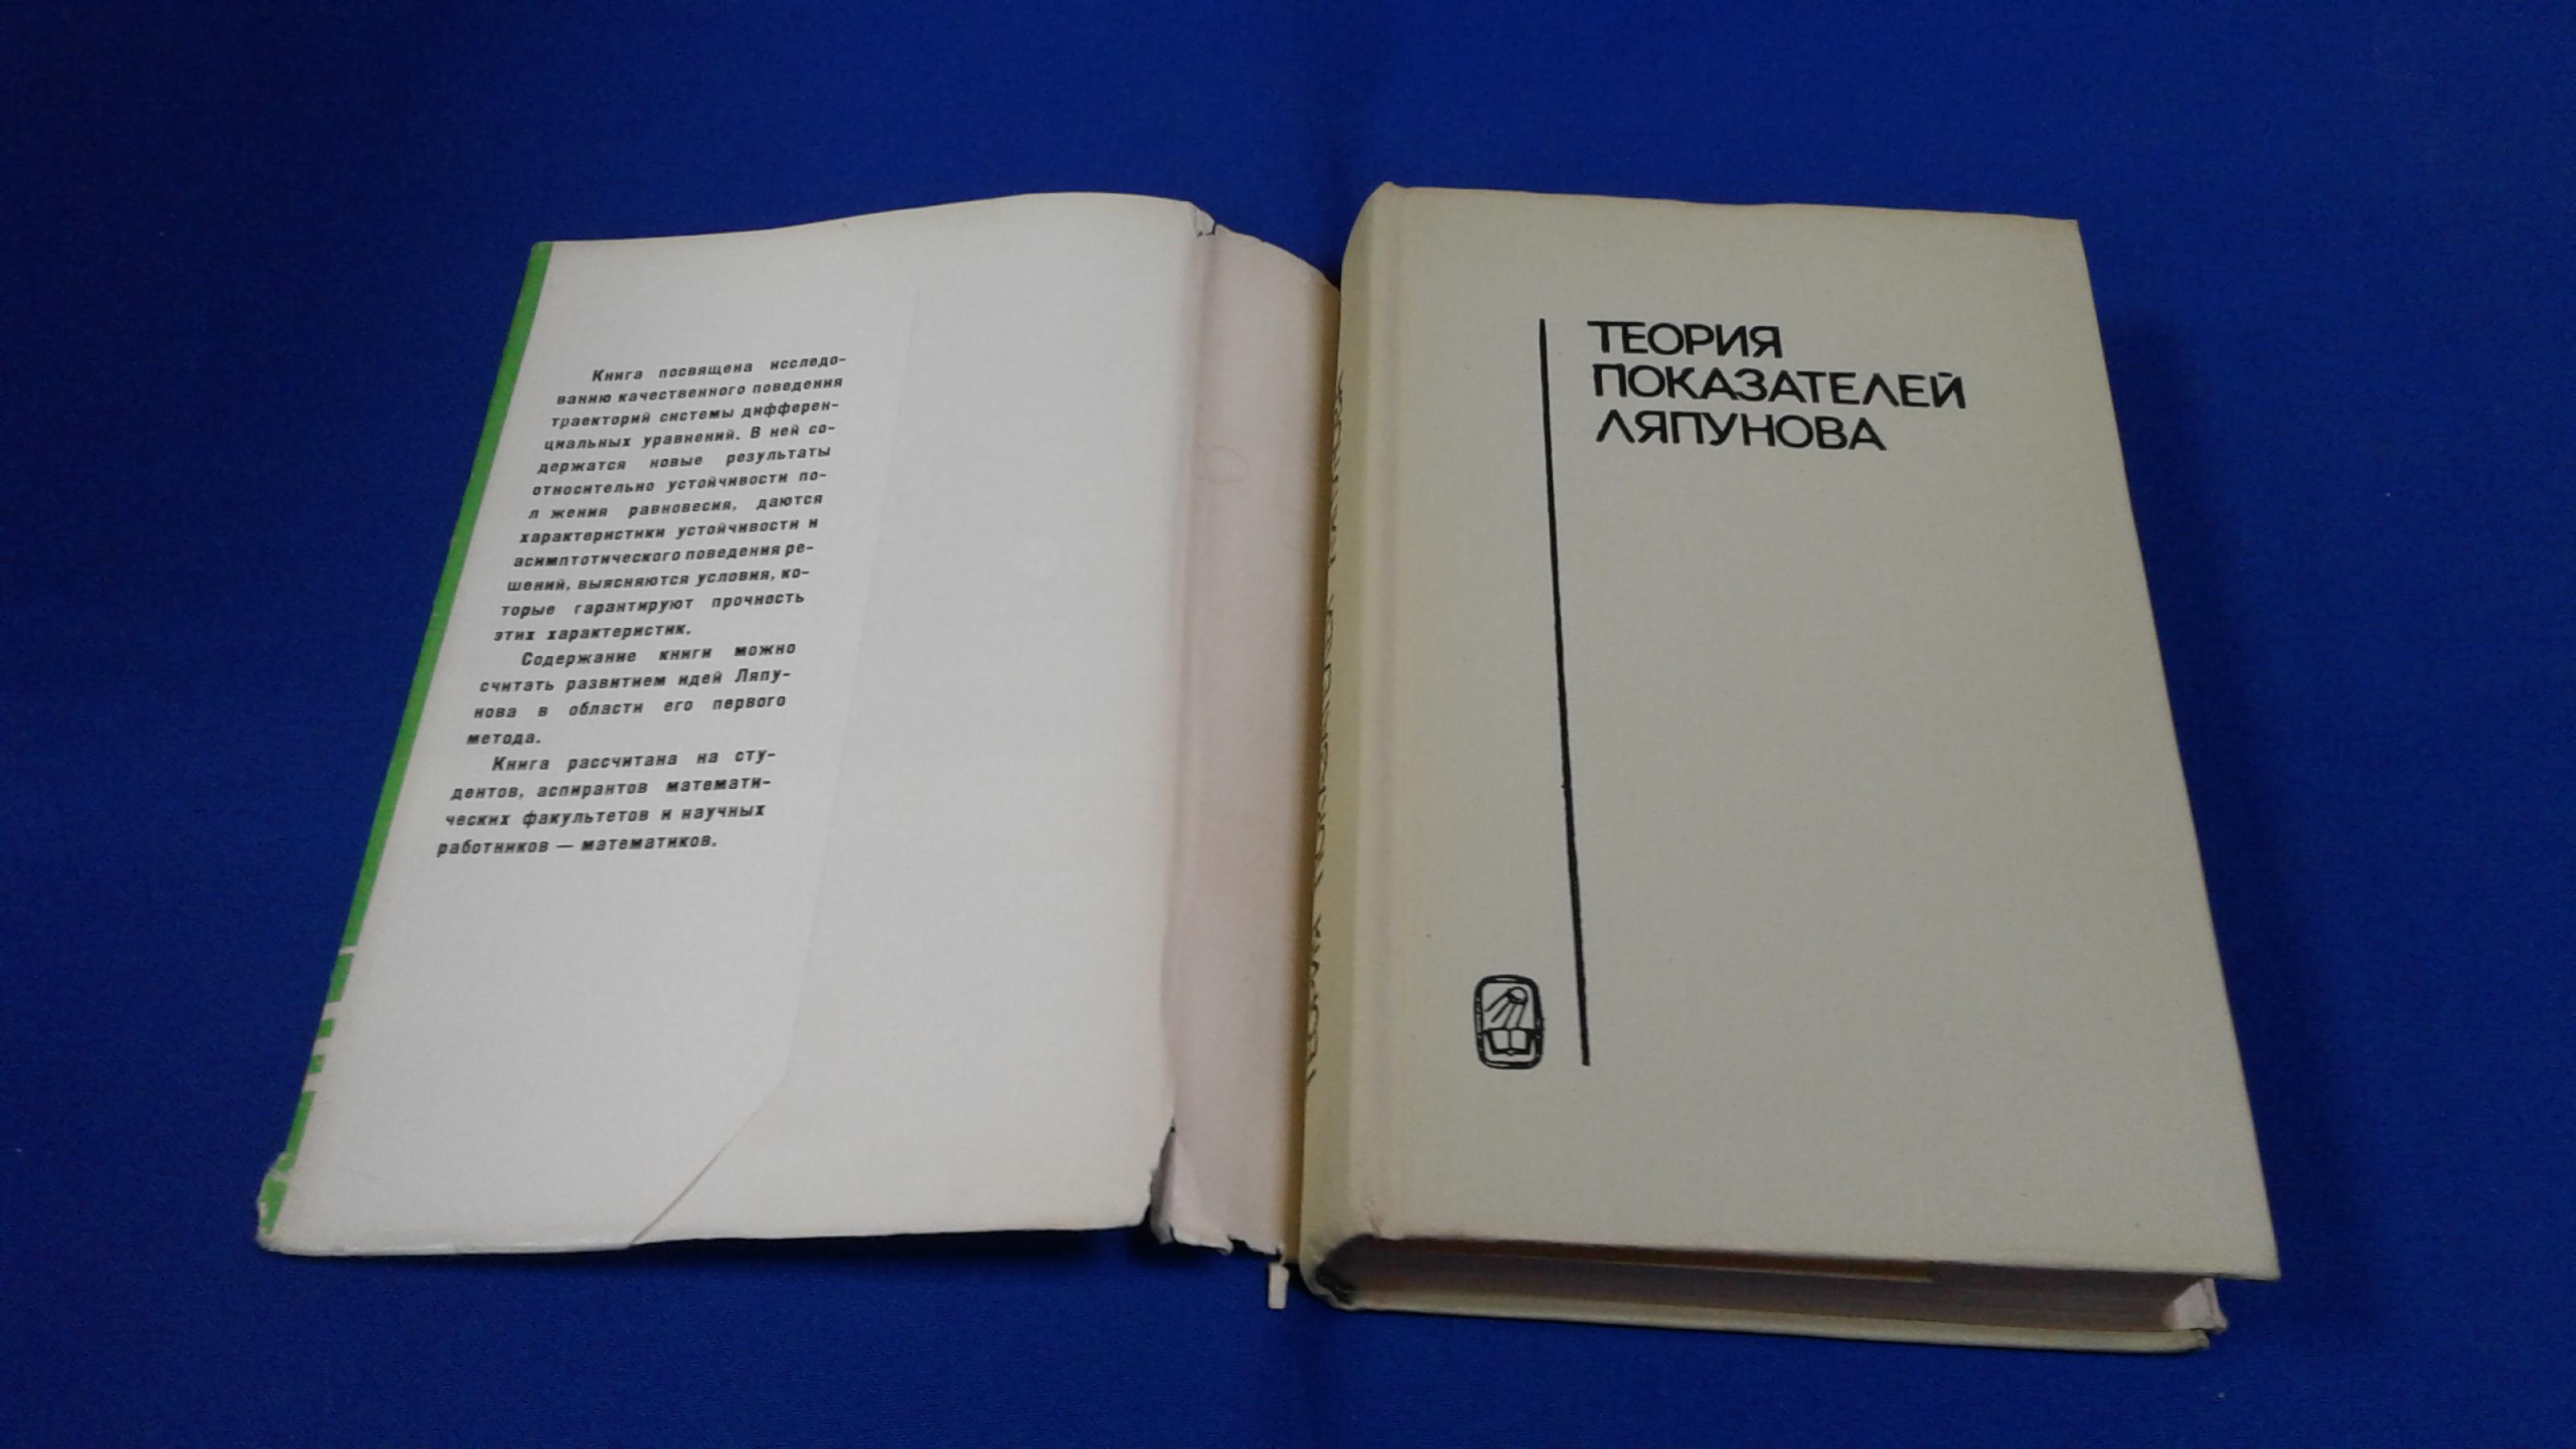 Книга посвящена исследо-
ванию качественного поведения
траекторий системы дифферен-
циальных уравнений. В ней со-
держатся новые результаты
относительно устойчивости по-
л жения равновесия, даются
характеристики устойчивости и
асимптотического поведения ре-
шений, выясняются условия, ко-
торые гарантируют прочность
этих характеристик.
Содержание книги можно
считать развитием идей Ляпу-
нова в области его первого
метода.
Книга рассчитана на сту-
дентов, аспирантов математи-
ческих факультетов и научных
работников — математиков.
ТЕОРИЯ
ПОКАЗАТЕЛЕЙ
ЛЯПУНОВА